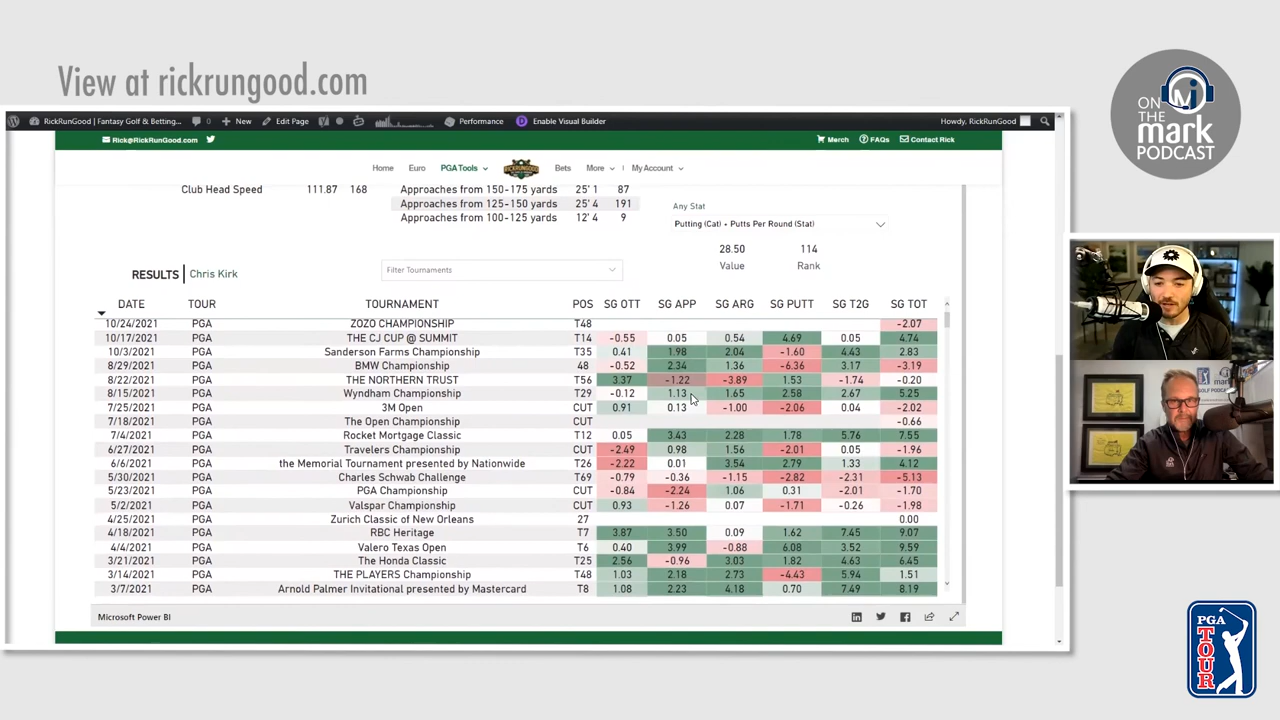 View at rickrungood.com
ON THE
mark
PODCAST
RickRunGood | Fantasy Golf & Betting... 0 New Edit Page Performance Enable Visual Builder Howdy, RickRunGood
Rick@RickRunGood.com Merch FAQs Contact Rick
Home Euro PGA Tools RICKRUNGOOD Bets More My Account
Club Head Speed 111.87 168 Approaches from 150-175 yards 25' 1 87
Approaches from 125-150 yards 25' 4 191
Approaches from 100-125 yards 12' 4 9
Any Stat
Putting (Cat) • Putts Per Round (Stat)
28.50 114
Value Rank
RESULTS Chris Kirk Filter Tournaments
DATE TOUR TOURNAMENT POS SG OTT SG APP SG ARG SG PUTT SG T2G SG TOT
10/24/2021 PGA ZOZO CHAMPIONSHIP T48 -2.07
10/17/2021 PGA THE CJ CUP @ SUMMIT T14 -0.55 0.05 0.54 4.69 0.05 4.74
10/3/2021 PGA Sanderson Farms Championship T35 0.41 1.98 2.04 -1.60 4.43 2.83
8/29/2021 PGA BMW Championship 48 -0.52 2.34 1.36 -6.36 3.17 -3.19
8/22/2021 PGA THE NORTHERN TRUST T56 3.37 -1.22 -3.89 1.53 -1.74 -0.20
8/15/2021 PGA Wyndham Championship T29 -0.12 1.13 1.65 2.58 2.67 5.25
7/25/2021 PGA 3M Open CUT 0.91 0.13 -1.00 -2.06 0.04 -2.02
7/18/2021 PGA The Open Championship CUT -0.66
7/4/2021 PGA Rocket Mortgage Classic T12 0.05 3.43 2.28 1.78 5.76 7.55
6/27/2021 PGA Travelers Championship CUT -2.49 0.98 1.56 -2.01 0.05 -1.96
6/6/2021 PGA the Memorial Tournament presented by Nationwide T26 -2.22 0.01 3.54 2.79 1.33 4.12
5/30/2021 PGA Charles Schwab Challenge T69 -0.79 -0.36 -1.15 -2.82 -2.31 -5.13
5/23/2021 PGA PGA Championship CUT -0.84 -2.24 1.06 0.31 -2.01 -1.70
5/2/2021 PGA Valspar Championship CUT 0.93 -1.26 0.07 -1.71 -0.26 -1.98
4/25/2021 PGA Zurich Classic of New Orleans 27 0.00
4/18/2021 PGA RBC Heritage T7 3.87 3.50 0.09 1.62 7.45 9.07
4/4/2021 PGA Valero Texas Open T6 0.40 3.99 -0.88 6.08 3.52 9.59
3/21/2021 PGA The Honda Classic T25 2.56 -0.96 3.03 1.82 4.63 6.45
3/14/2021 PGA THE PLAYERS Championship T48 1.03 2.18 2.73 -4.43 5.94 1.51
3/7/2021 PGA Arnold Palmer Invitational presented by Mastercard T8 1.08 2.23 4.18 0.70 7.49 8.19
Microsoft Power BI
PGA
TOUR